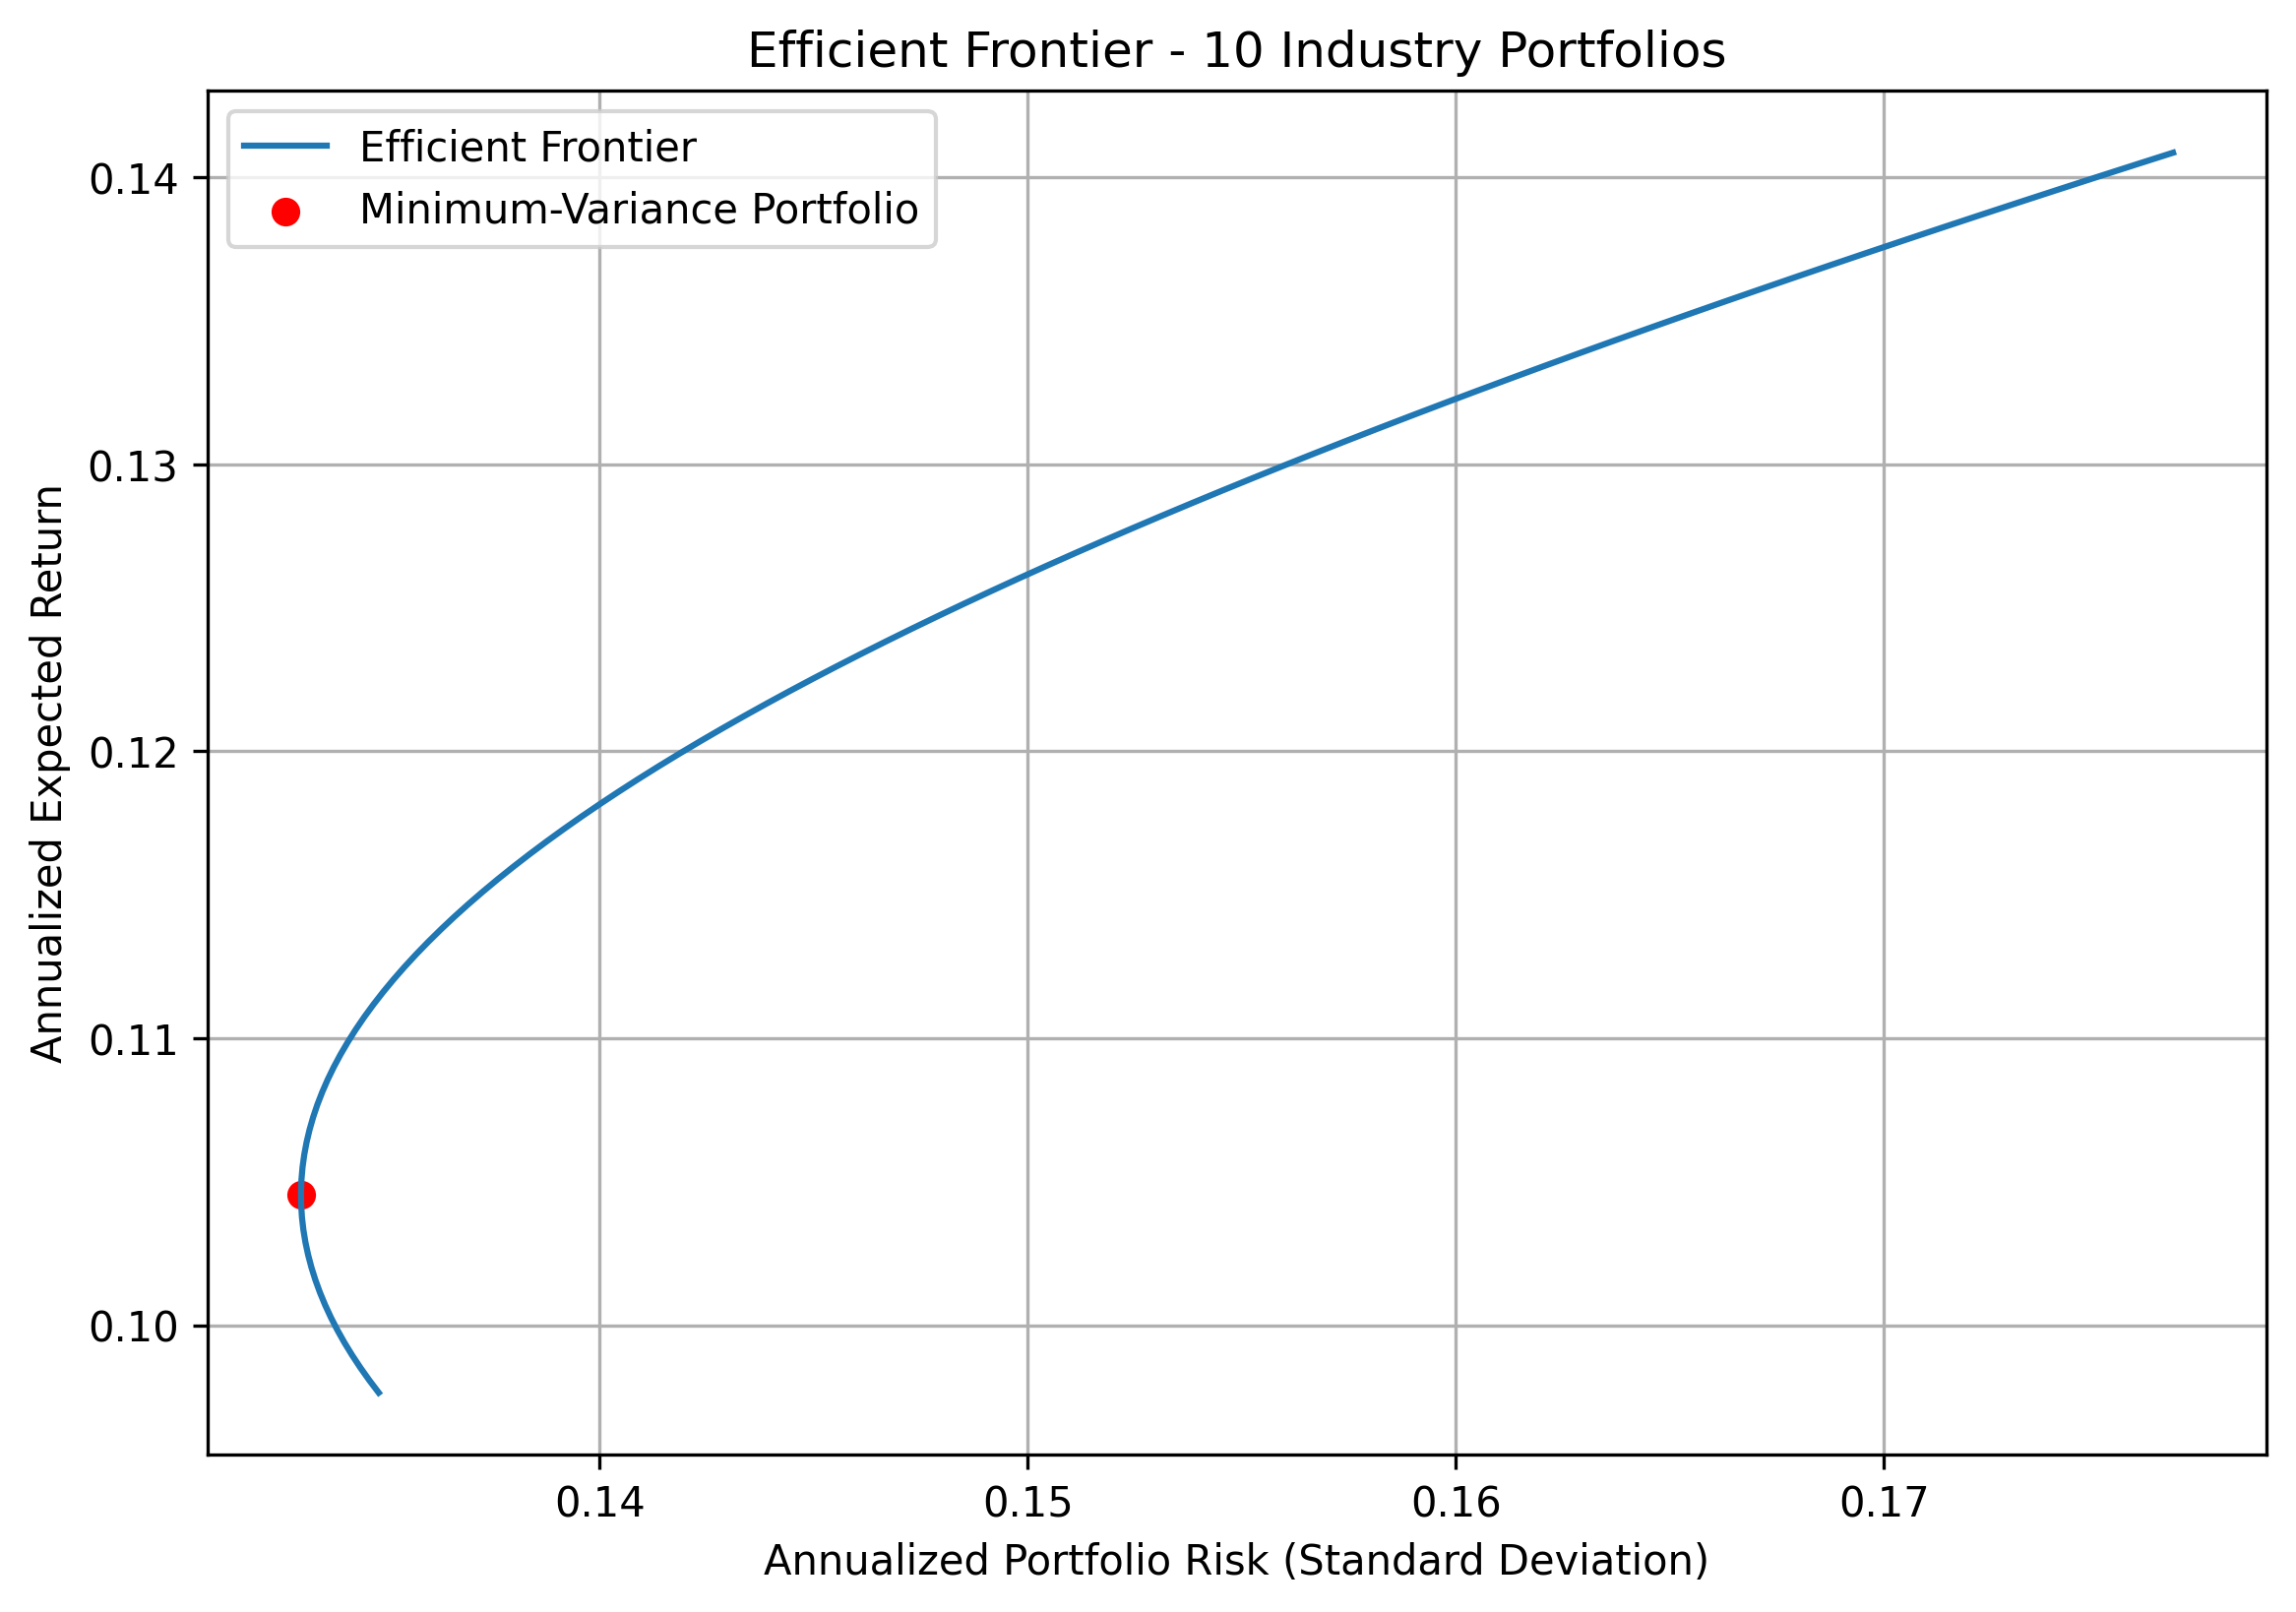 Efficient Frontier - 10 Industry Portfolios
Efficient Frontier
Minimum-Variance Portfolio
Annualized Expected Return
0.14
0.13
0.12
0.11
0.10
0.14 0.15 0.16 0.17
Annualized Portfolio Risk (Standard Deviation)